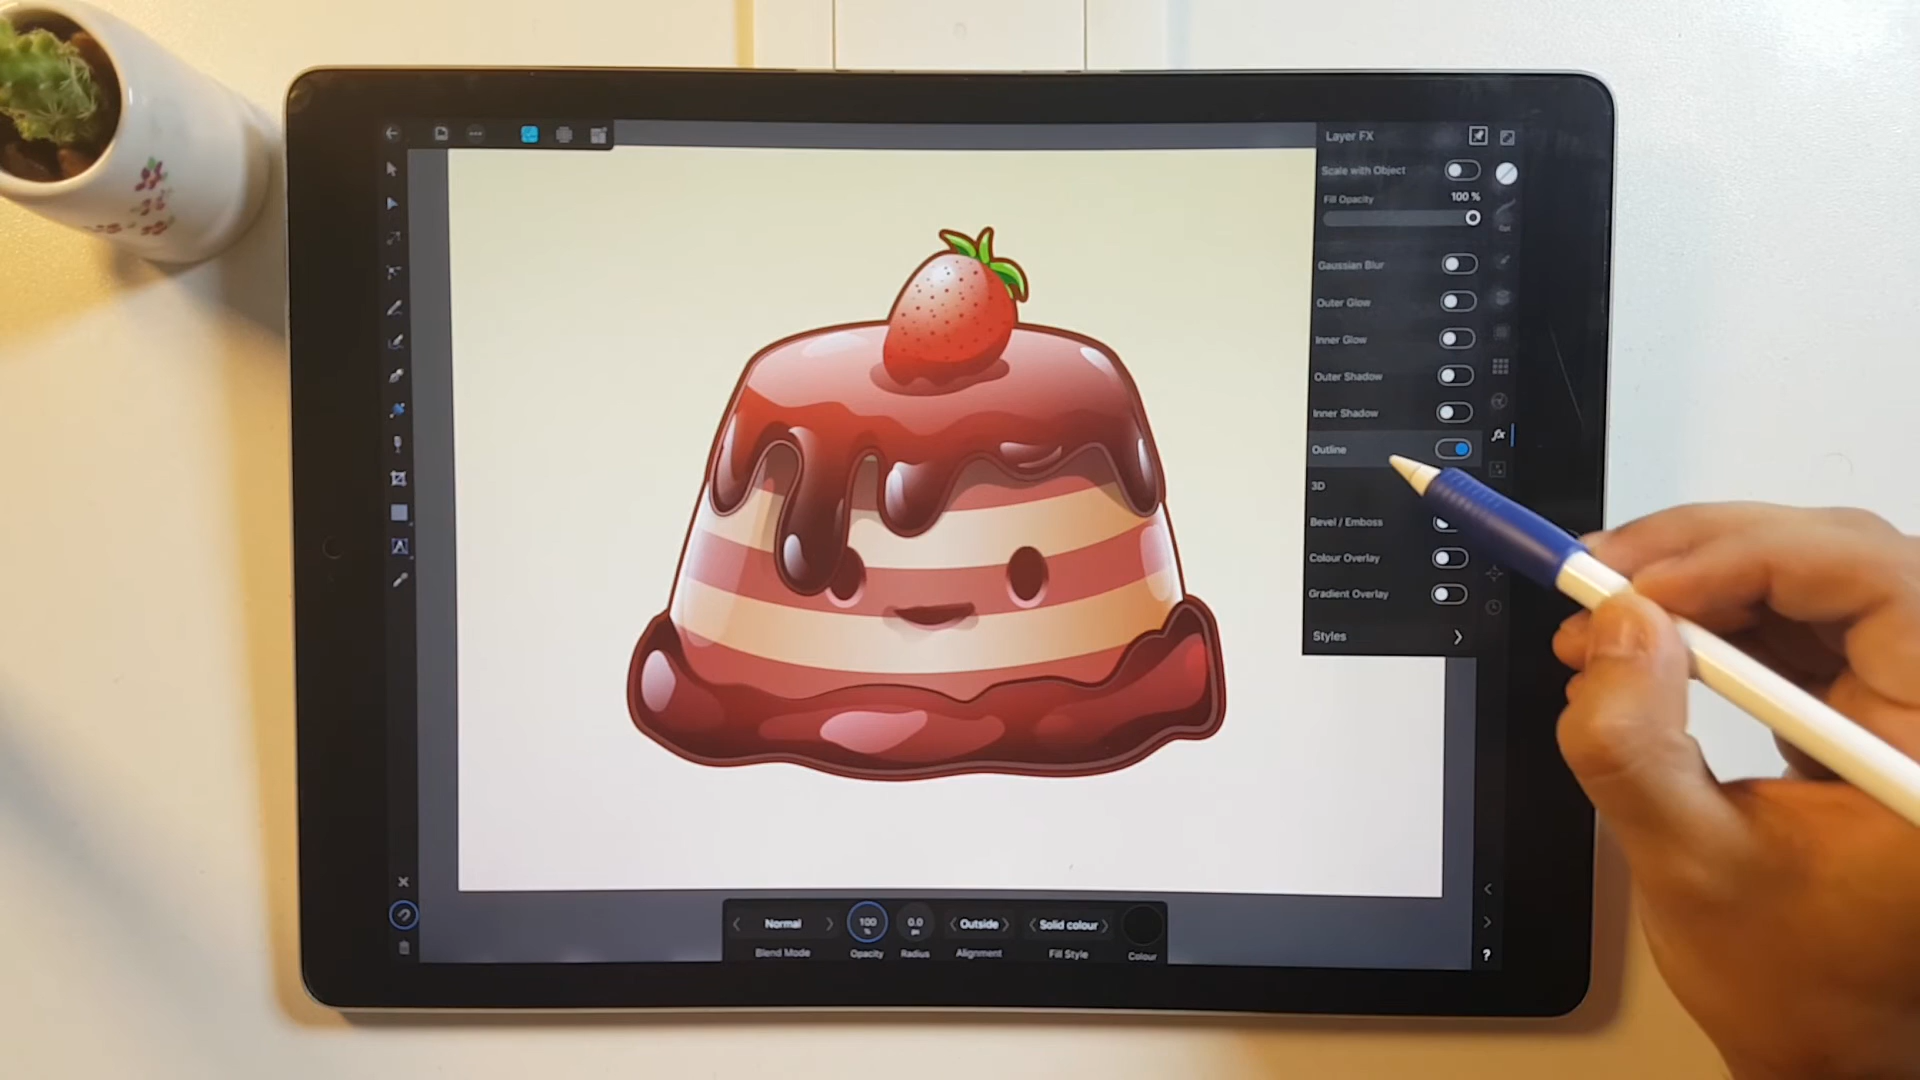 Layer FX
Scale with Object
Fill Opacity 100 %
Gaussian Blur
Outer Glow
Inner Glow
Outer Shadow
Inner Shadow
Outline
3D
Bevel / Emboss
Colour Overlay
Gradient Overlay
Styles
fx
A
?
Normal 100 % 0.0 px Outside Solid colour
Blend Mode Opacity Radius Alignment Fill Style Colour